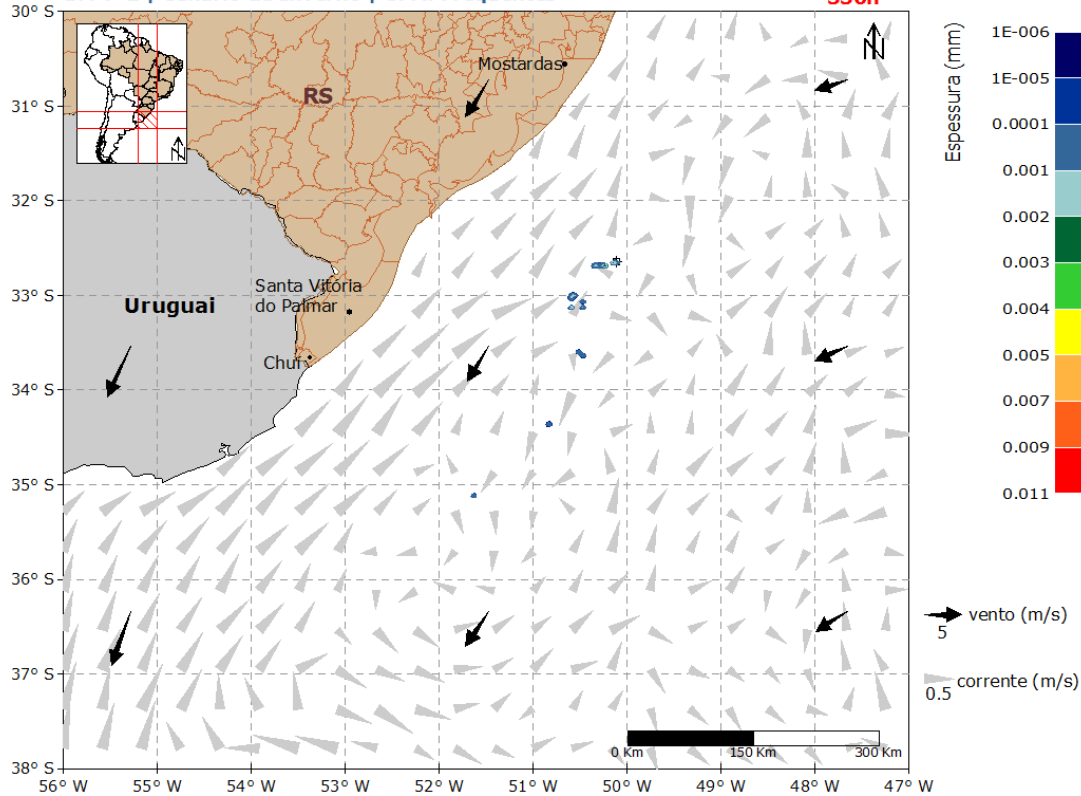 30° S
31° S
32° S
33° S
34° S
35° S
36° S
37° S
38° S
56° W
55° W
54° W
53° W
52° W
51° W
50° W
49° W
48° W
47° W
N
N
RS
Mostardas
Santa Vitória
do Palmar
Uruguai
Chuí
0 Km
150 Km
300 Km
Espessura (mm)
1E-006
1E-005
0.0001
0.001
0.002
0.003
0.004
0.005
0.007
0.009
0.011
vento (m/s)
5
corrente (m/s)
0.5